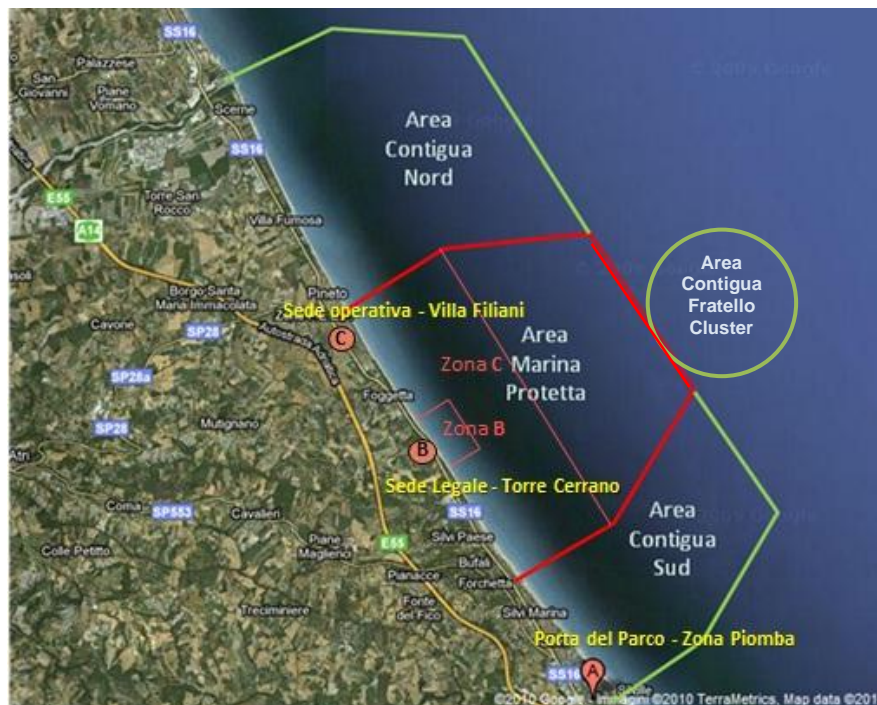 SS16
Palazzese
San
Giovanni
Piane
Vomano
Scerne
SS16
Area
Contigua
Nord
E55
A14
Torre San
Rocco
Villa Fumosa
Area
Contigua
Fratello
Cluster
Borgo Santa
Maria Immacolata
Pineto
Sede operativa - Villa Filiani
Cavone
SP28
Autostrada Adriatica
C
Area
Marina
Protetta
Zona C
SP28a
Foggetta
Mutignano
SP28
Zona B
B
Atri
Sede Legale - Torre Cerrano
Coma
SP553
Cavalieri
SS16
Area
Contigua
Sud
Colle Petitto
Piane
Maglierici
E55
Silvi Paese
Bufali
Pianacce
Forchetta
Treciminiere
Fonte
del Fico
Silvi Marina
Porta del Parco - Zona Piomba
SS16
A
©2010 Google - Immagini ©2010 TerraMetrics, Map data ©201